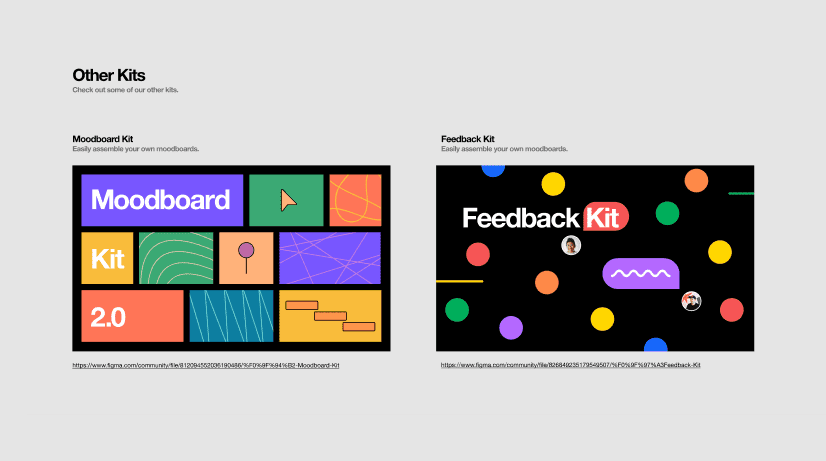 Other Kits
Check out some of our other kits.
Moodboard Kit
Easily assemble your own moodboards.
Moodboard
Kit
2.0
https://www.figma.com/community/file/812094552036190486/%F0%9F%94%B2-Moodboard-Kit
Feedback Kit
Easily assemble your own moodboards.
Feedback Kit
https://www.figma.com/community/file/826849235179549507/%F0%9F%97%A3Feedback-Kit